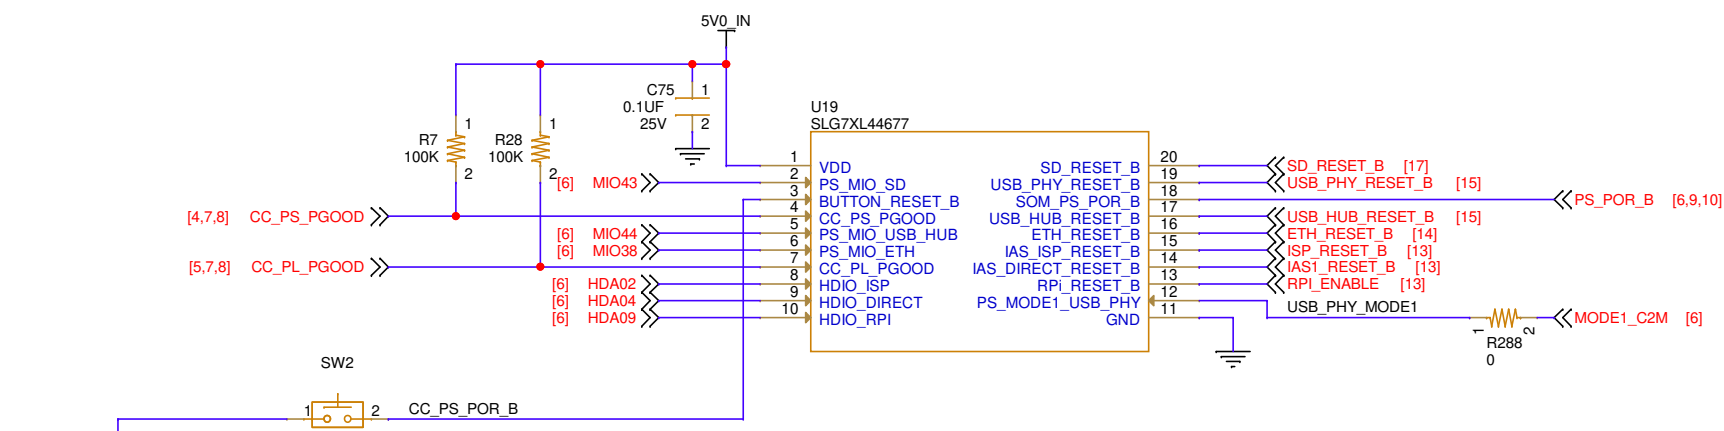 5V0_IN
C75 1
0.1UF
25V 2
R7 1
100K
2
R28 1
100K
2
U19
SLG7XL44677
1 VDD
[6] MIO43 2 PS_MIO_SD
3 BUTTON_RESET_B
[4,7,8] CC_PS_PGOOD 4 CC_PS_PGOOD
[6] MIO44 5 PS_MIO_USB_HUB
[6] MIO38 6 PS_MIO_ETH
[5,7,8] CC_PL_PGOOD 7 CC_PL_PGOOD
[6] HDA02 8 HDIO_ISP
[6] HDA04 9 HDIO_DIRECT
[6] HDA09 10 HDIO_RPI
SD_RESET_B 20 SD_RESET_B [17]
USB_PHY_RESET_B 19 USB_PHY_RESET_B [15]
SOM_PS_POR_B 18 PS_POR_B [6,9,10]
USB_HUB_RESET_B 17 USB_HUB_RESET_B [15]
ETH_RESET_B 16 ETH_RESET_B [14]
IAS_ISP_RESET_B 15 ISP_RESET_B [13]
IAS_DIRECT_RESET_B 14 IAS1_RESET_B [13]
RPi_RESET_B 13 RPI_ENABLE [13]
PS_MODE1_USB_PHY 12 USB_PHY_MODE1
GND 11
1 2 MODE1_C2M [6]
R288
0
SW2
1 2 CC_PS_POR_B